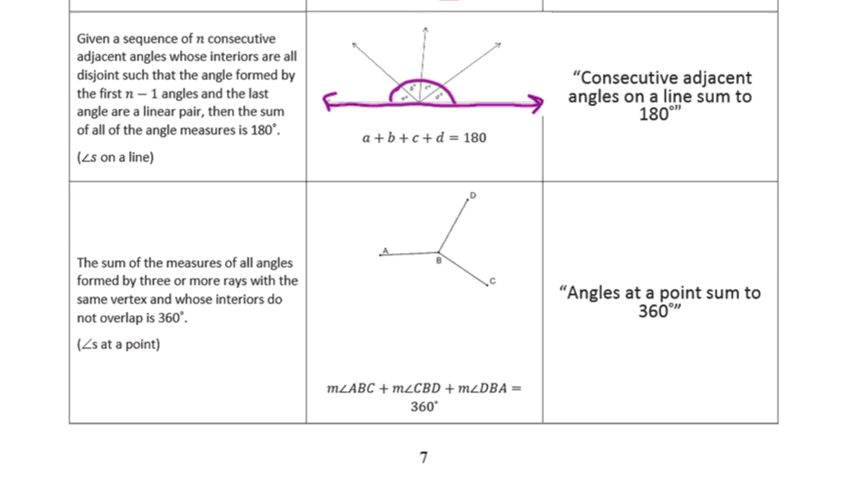 Given a sequence of n consecutive
adjacent angles whose interiors are all
disjoint such that the angle formed by
the first n − 1 angles and the last
angle are a linear pair, then the sum
of all of the angle measures is 180˚.
(∠s on a line)
a + b + c + d = 180
“Consecutive adjacent
angles on a line sum to
180°”
The sum of the measures of all angles
formed by three or more rays with the
same vertex and whose interiors do
not overlap is 360˚.
(∠s at a point)
D
A
B
C
m∠ABC + m∠CBD + m∠DBA =
360˚
“Angles at a point sum to
360°”
7